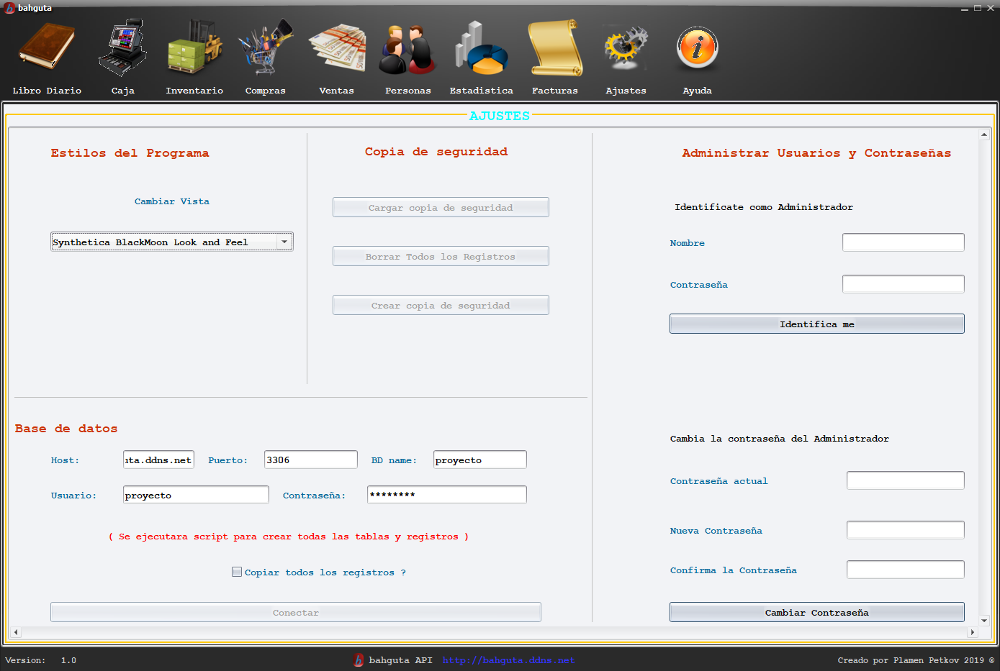 bahguta
Libro Diario
Caja
Inventario
Compras
Ventas
Personas
Estadistica
Facturas
Ajustes
Ayuda
AJUSTES
Estilos del Programa
Cambiar Vista
Synthetica BlackMoon Look and Feel
Copia de seguridad
Cargar copia de seguridad
Borrar Todos los Registros
Crear copia de seguridad
Administrar Usuarios y Contraseñas
Identificate como Administrador
Nombre
Contraseña
Identifica me
Base de datos
Host: uta.ddns.net Puerto: 3306 BD name: proyecto
Usuario: proyecto Contraseña: ********
( Se ejecutara script para crear todas las tablas y registros )
Copiar todos los registros ?
Conectar
Cambia la contraseña del Administrador
Contraseña actual
Nueva Contraseña
Confirma la Contraseña
Cambiar Contraseña
Version: 1.0
bahguta API http://bahguta.ddns.net
Creado por Plamen Petkov 2019 ®